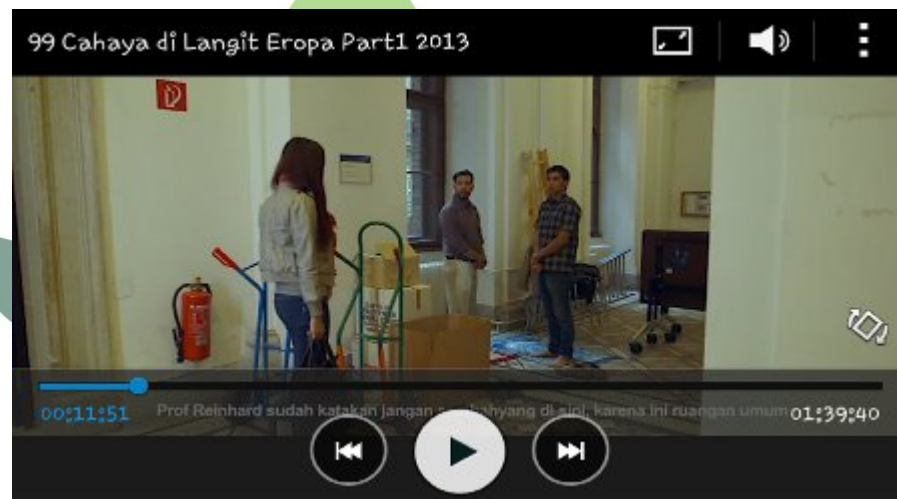 99 Cahaya di Langit Eropa Part1 2013
00:11:51
Prof Reinhard sudah katakan jangan sembahyang di sini, karena ini ruangan umum
01:39:40